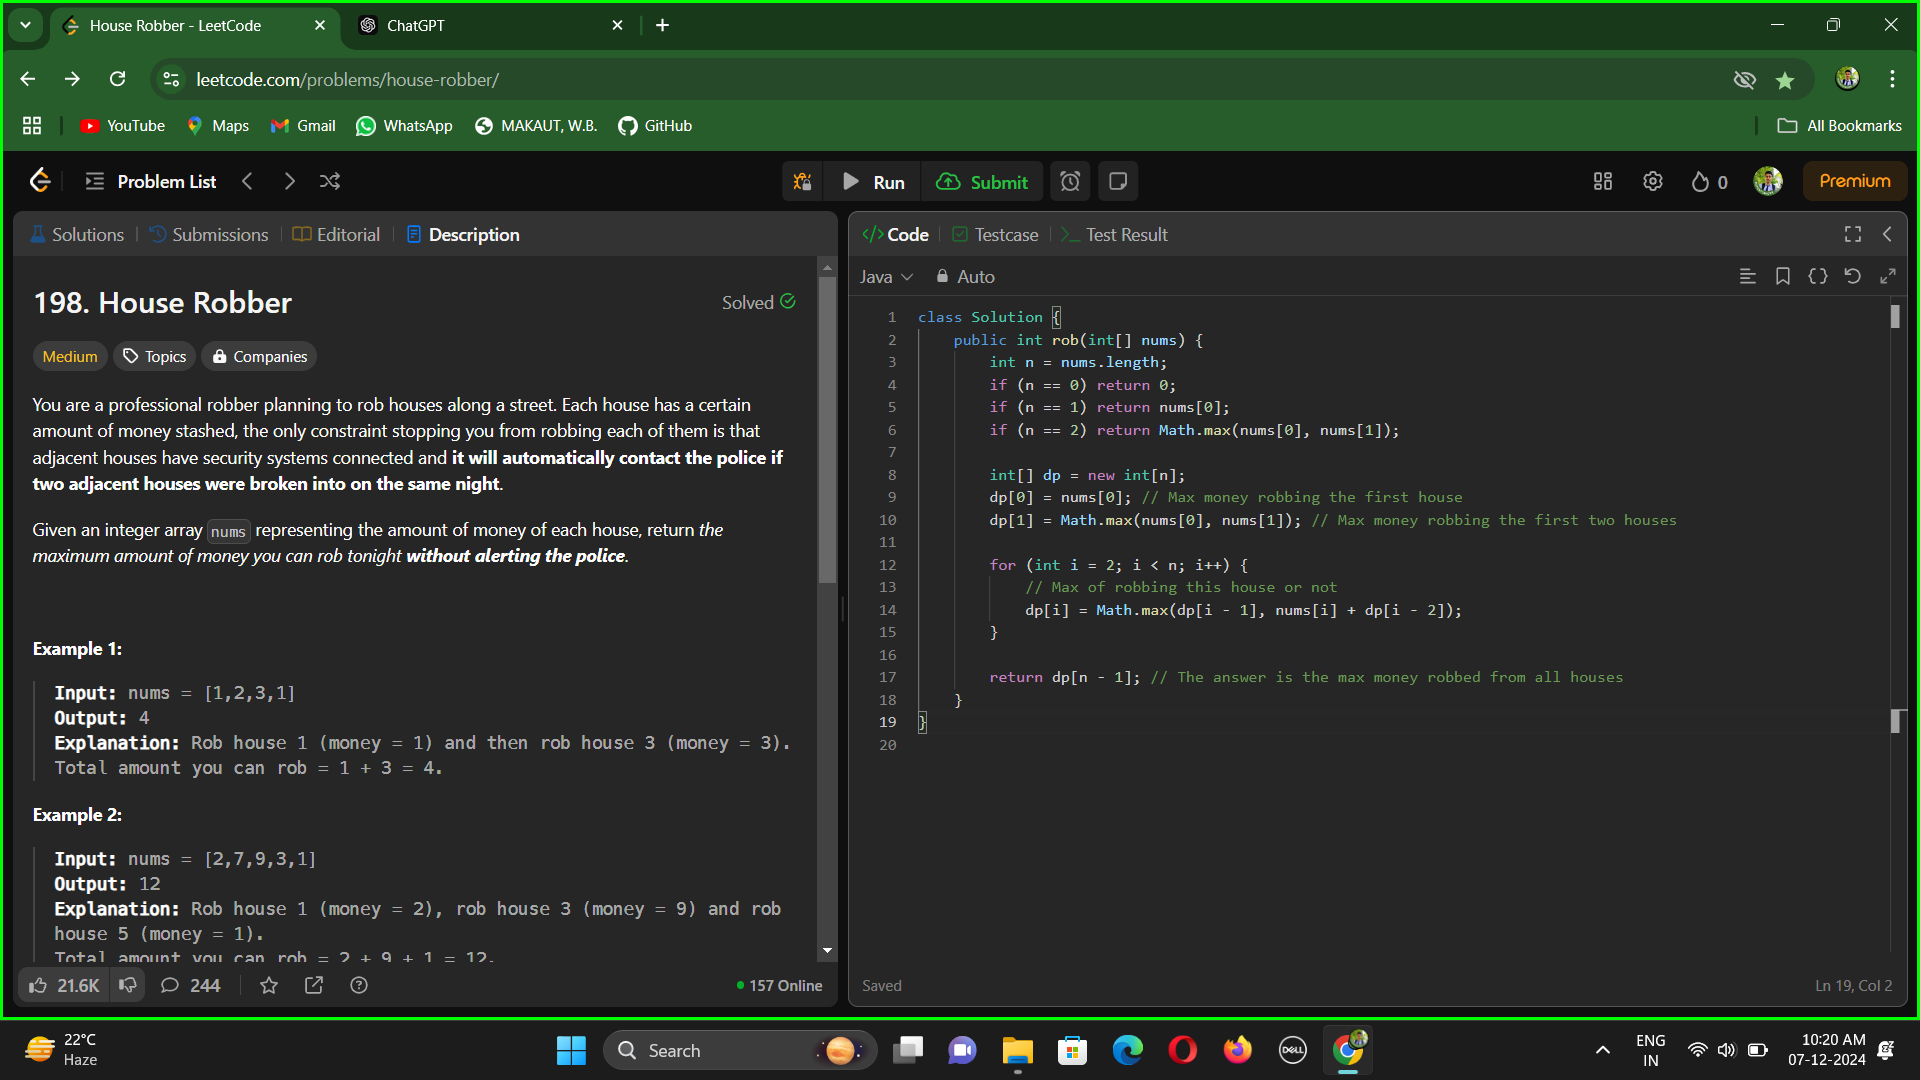 House Robber - LeetCode
ChatGPT
leetcode.com/problems/house-robber/
YouTube
Maps
Gmail
WhatsApp
MAKAUT, W.B.
GitHub
All Bookmarks
Problem List
Run
Submit
0
Premium
Solutions
Submissions
Editorial
Description
198. House Robber
Solved
Medium
Topics
Companies
You are a professional robber planning to rob houses along a street. Each house has a certain
amount of money stashed, the only constraint stopping you from robbing each of them is that
adjacent houses have security systems connected and it will automatically contact the police if
two adjacent houses were broken into on the same night.
Given an integer array nums representing the amount of money of each house, return the
maximum amount of money you can rob tonight without alerting the police.
Example 1:
Input: nums = [1,2,3,1]
Output: 4
Explanation: Rob house 1 (money = 1) and then rob house 3 (money = 3).
Total amount you can rob = 1 + 3 = 4.
Example 2:
Input: nums = [2,7,9,3,1]
Output: 12
Explanation: Rob house 1 (money = 2), rob house 3 (money = 9) and rob
house 5 (money = 1).
Total amount you can rob = 2 + 9 + 1 = 12.
21.6K
244
157 Online
Code
Testcase
Test Result
Java
Auto
1 class Solution {
2 public int rob(int[] nums) {
3 int n = nums.length;
4 if (n == 0) return 0;
5 if (n == 1) return nums[0];
6 if (n == 2) return Math.max(nums[0], nums[1]);
7
8 int[] dp = new int[n];
9 dp[0] = nums[0]; // Max money robbing the first house
10 dp[1] = Math.max(nums[0], nums[1]); // Max money robbing the first two houses
11
12 for (int i = 2; i < n; i++) {
13 // Max of robbing this house or not
14 dp[i] = Math.max(dp[i - 1], nums[i] + dp[i - 2]);
15 }
16
17 return dp[n - 1]; // The answer is the max money robbed from all houses
18 }
19 }
20
Saved
Ln 19, Col 2
22°C
Haze
Search
DELL
ENG
IN
10:20 AM
07-12-2024